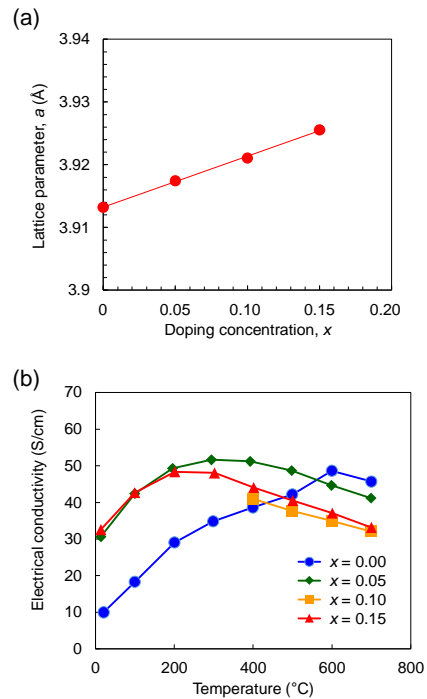 (a)
3.94
3.93
3.92
3.91
3.9
Lattice parameter, a (Å)
0 0.05 0.10 0.15 0.20
Doping concentration, x
(b)
70
60
50
40
30
20
10
0
Electrical conductivity (S/cm)
x = 0.00
x = 0.05
x = 0.10
x = 0.15
0 200 400 600 800
Temperature (°C)